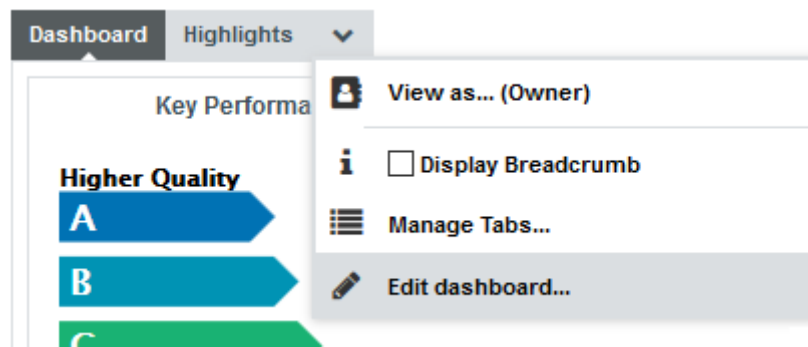 Dashboard Highlights
View as... (Owner)
Key Performa
Display Breadcrumb
Higher Quality
A
Manage Tabs...
B
Edit dashboard...
C